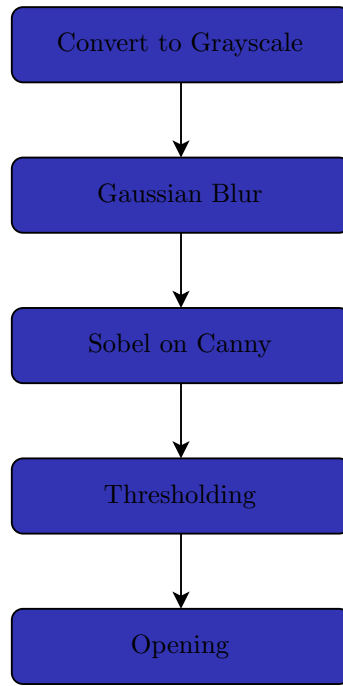 Convert to Grayscale
Gaussian Blur
Sobel on Canny
Thresholding
Opening